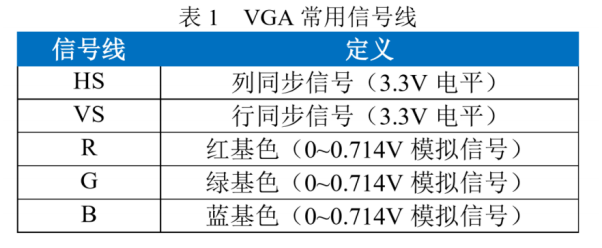 表 1 VGA 常用信号线
信号线 定义
HS 列同步信号（3.3V 电平）
VS 行同步信号（3.3V 电平）
R 红基色（0~0.714V 模拟信号）
G 绿基色（0~0.714V 模拟信号）
B 蓝基色（0~0.714V 模拟信号）